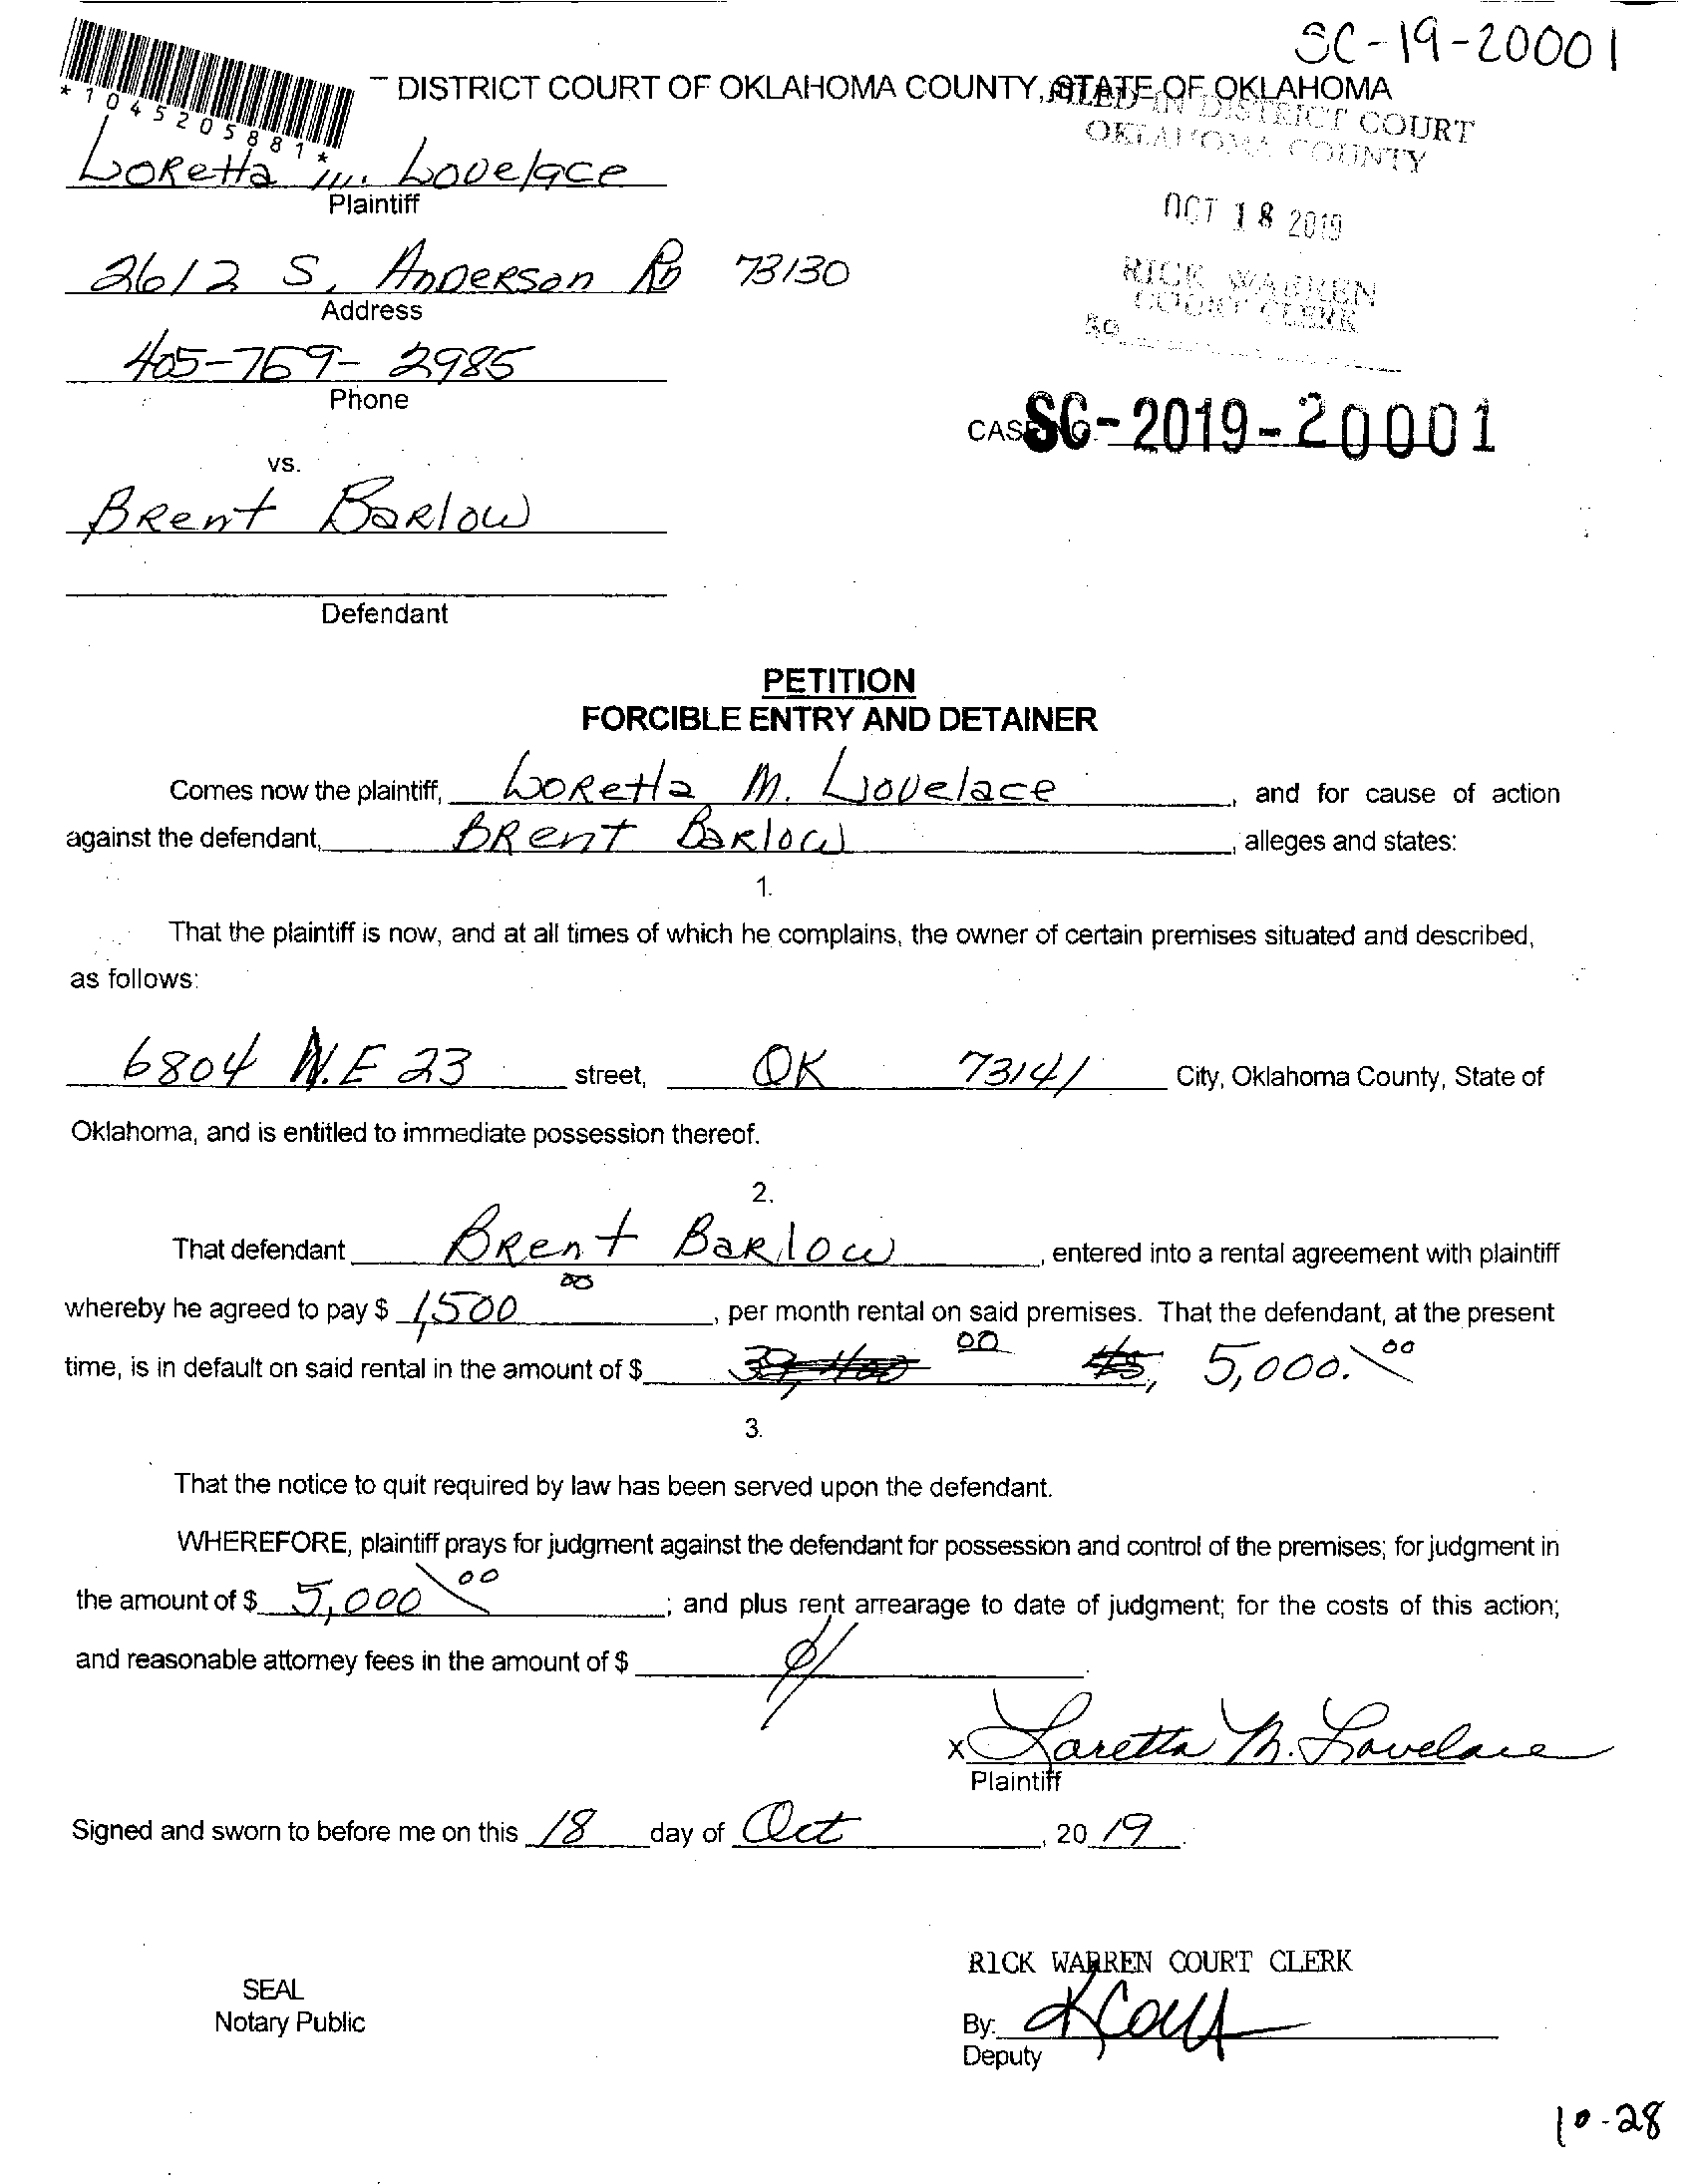 SC-19-20001
*1045205881*
DISTRICT COURT OF OKLAHOMA COUNTY, STATE OF OKLAHOMA
FILED IN DISTRICT COURT
OKLAHOMA COUNTY
LoRetta M. Lovelace
Plaintiff
OCT 18 2019
2612 S. ANDERSon RD 73130
Address
RICK WARREN
COURT CLERK
405-769-2985
Phone
CASE NO. SC-2019-20001
vs.
BRent BaRlow
Defendant
PETITION
FORCIBLE ENTRY AND DETAINER
Comes now the plaintiff, LoRetta M. Lovelace, and for cause of action
against the defendant, BRent BaRlow, alleges and states:
1.
That the plaintiff is now, and at all times of which he complains, the owner of certain premises situated and described,
as follows:
6804 N.E 23 street, OK 73141 City, Oklahoma County, State of
Oklahoma, and is entitled to immediate possession thereof.
2.
That defendant BRent BaRlow, entered into a rental agreement with plaintiff
whereby he agreed to pay $ 1,500 00, per month rental on said premises. That the defendant, at the present
time, is in default on said rental in the amount of $ 00 5,000.00
3.
That the notice to quit required by law has been served upon the defendant.
WHEREFORE, plaintiff prays for judgment against the defendant for possession and control of the premises; for judgment in
the amount of $ 5,000 00; and plus rent arrearage to date of judgment; for the costs of this action;
and reasonable attorney fees in the amount of $
x Loretta M. Lovelace
Plaintiff
Signed and sworn to before me on this 18 day of Oct, 20 19.
RICK WARREN COURT CLERK
SEAL
Notary Public
By:
Deputy
10-28